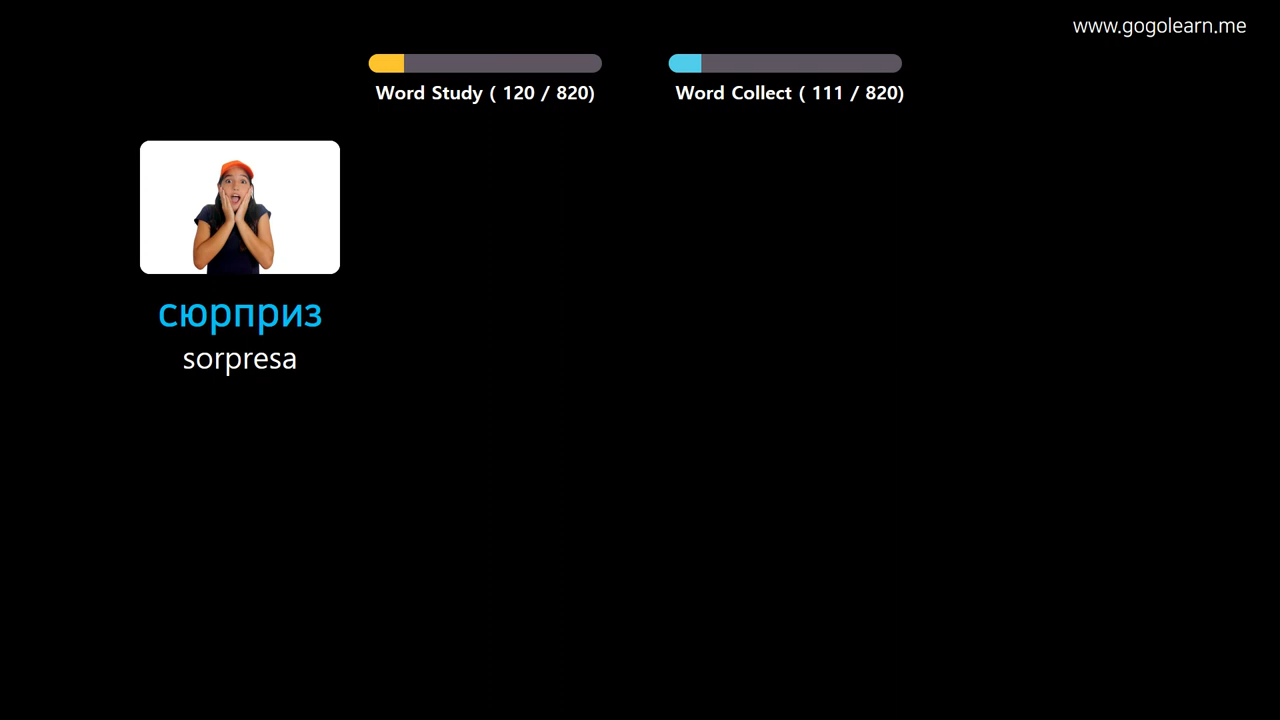 www.gogolearn.me
Word Study ( 120 / 820)
Word Collect ( 111 / 820)
сюрприз
sorpresa